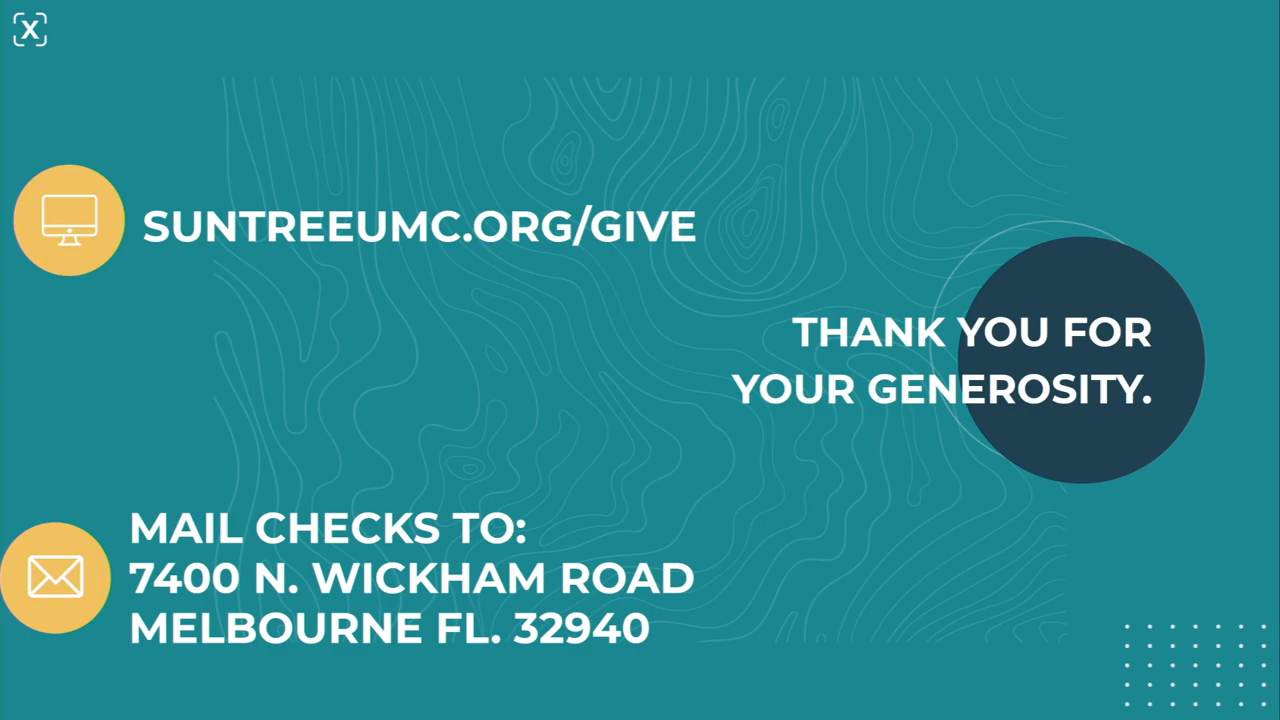 X
SUNTREEUMC.ORG/GIVE
THANK YOU FOR
YOUR GENEROSITY.
MAIL CHECKS TO:
7400 N. WICKHAM ROAD
MELBOURNE FL. 32940